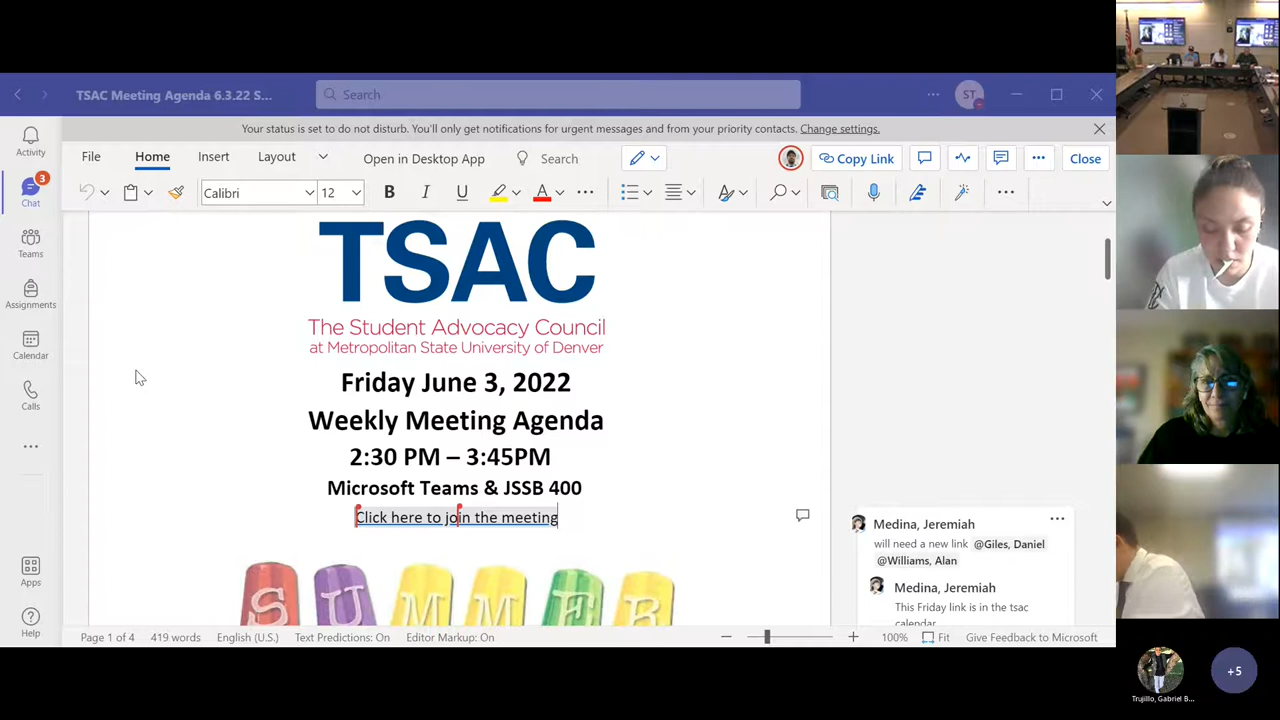 TSAC Meeting Agenda 6.3.22 S...
Search
ST
Your status is set to do not disturb. You'll only get notifications for urgent messages and from your priority contacts. Change settings.
Activity
3
Chat
Teams
Assignments
Calendar
Calls
Apps
Help
File Home Insert Layout Open in Desktop App Search Copy Link Close
Calibri 12 B I U A
TSAC
The Student Advocacy Council
at Metropolitan State University of Denver
Friday June 3, 2022
Weekly Meeting Agenda
2:30 PM – 3:45PM
Microsoft Teams & JSSB 400
Click here to join the meeting
SUMMER
Medina, Jeremiah
will need a new link @Giles, Daniel
@Williams, Alan
Medina, Jeremiah
This Friday link is in the tsac
calendar
Page 1 of 4 419 words English (U.S.) Text Predictions: On Editor Markup: On 100% Fit Give Feedback to Microsoft
Trujillo, Gabriel B...
+5